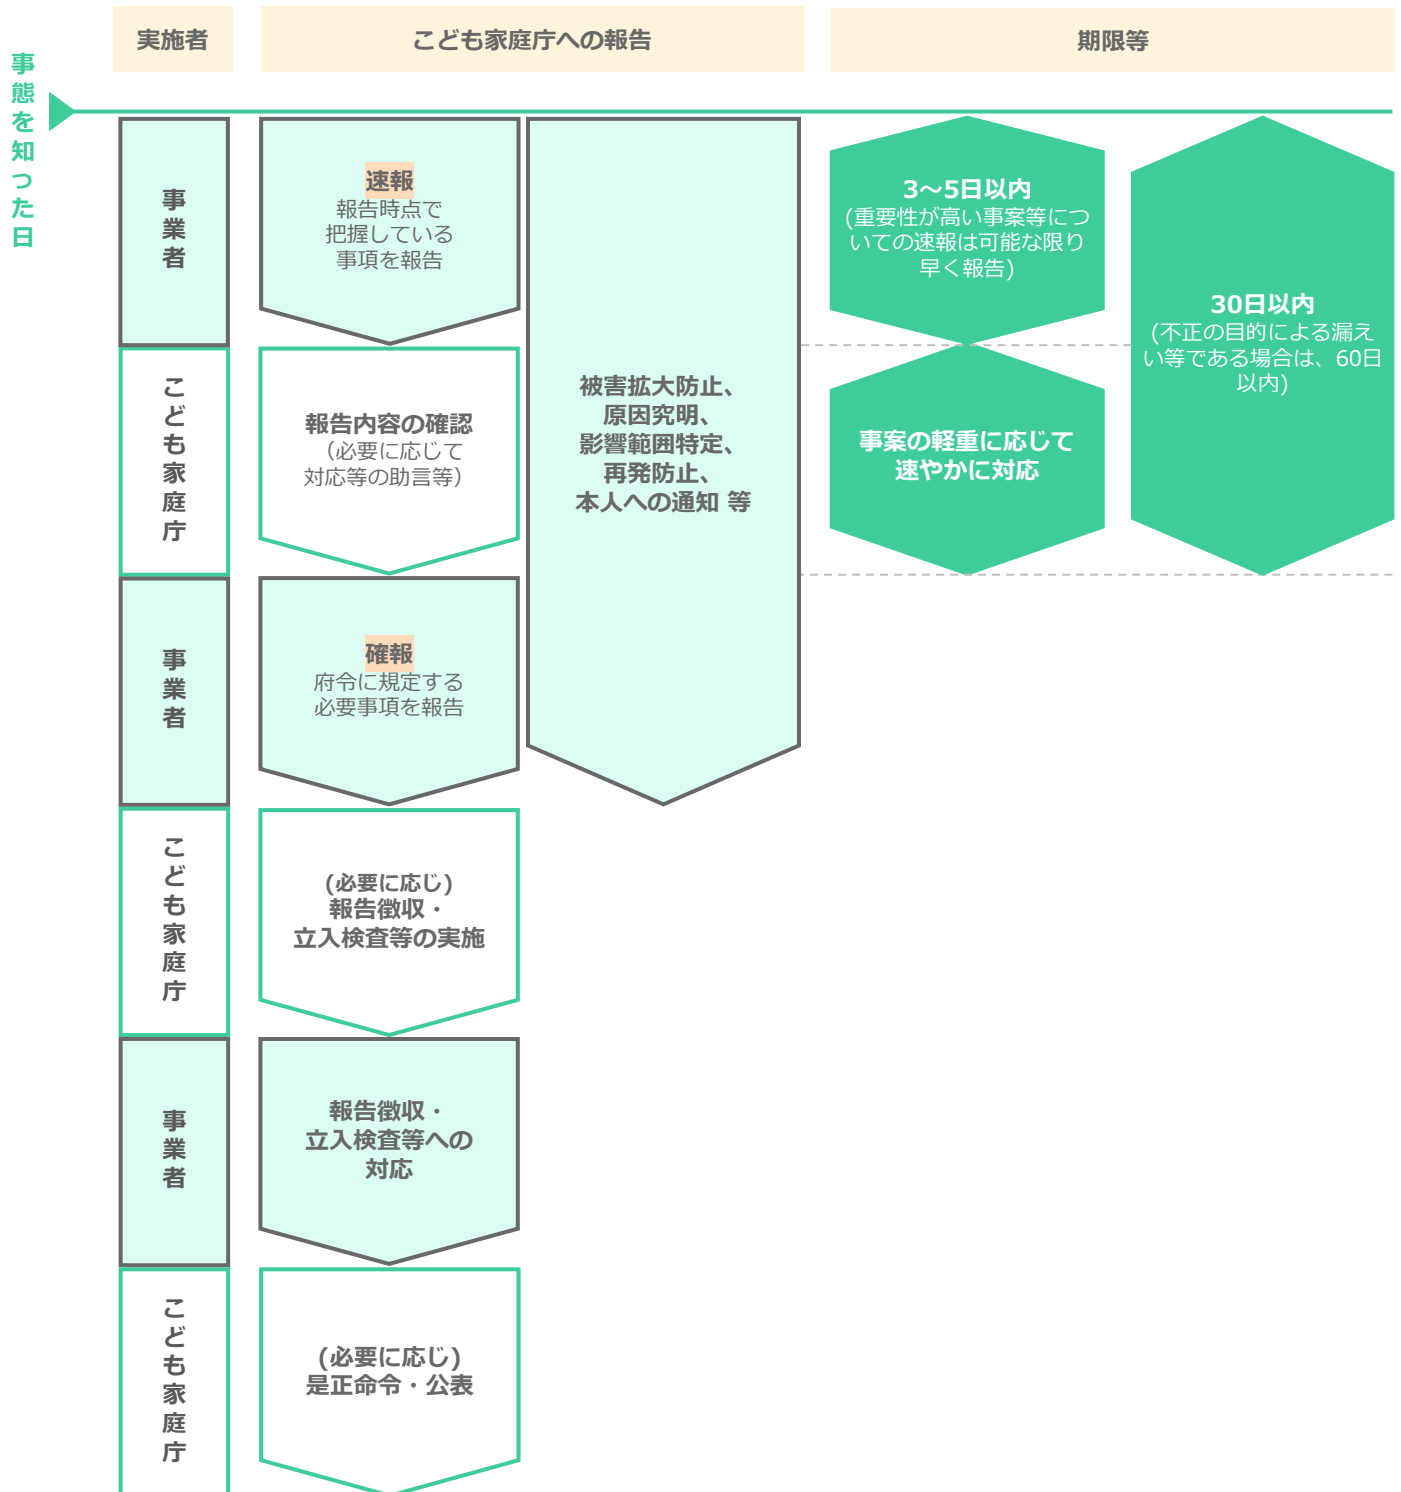 実施者
こども家庭庁への報告
期限等
事態を知った日
事業者
速報
報告時点で
把握している
事項を報告
被害拡大防止、
原因究明、
影響範囲特定、
再発防止、
本人への通知 等
3～5日以内
(重要性が高い事案等につ
いての速報は可能な限り
早く報告)
30日以内
(不正の目的による漏え
い等である場合は、60日
以内)
こども家庭庁
報告内容の確認
（必要に応じて
対応等の助言等）
事案の軽重に応じて
速やかに対応
事業者
確報
府令に規定する
必要事項を報告
こども家庭庁
(必要に応じ)
報告徴収・
立入検査等の実施
事業者
報告徴収・
立入検査等への
対応
こども家庭庁
(必要に応じ)
是正命令・公表